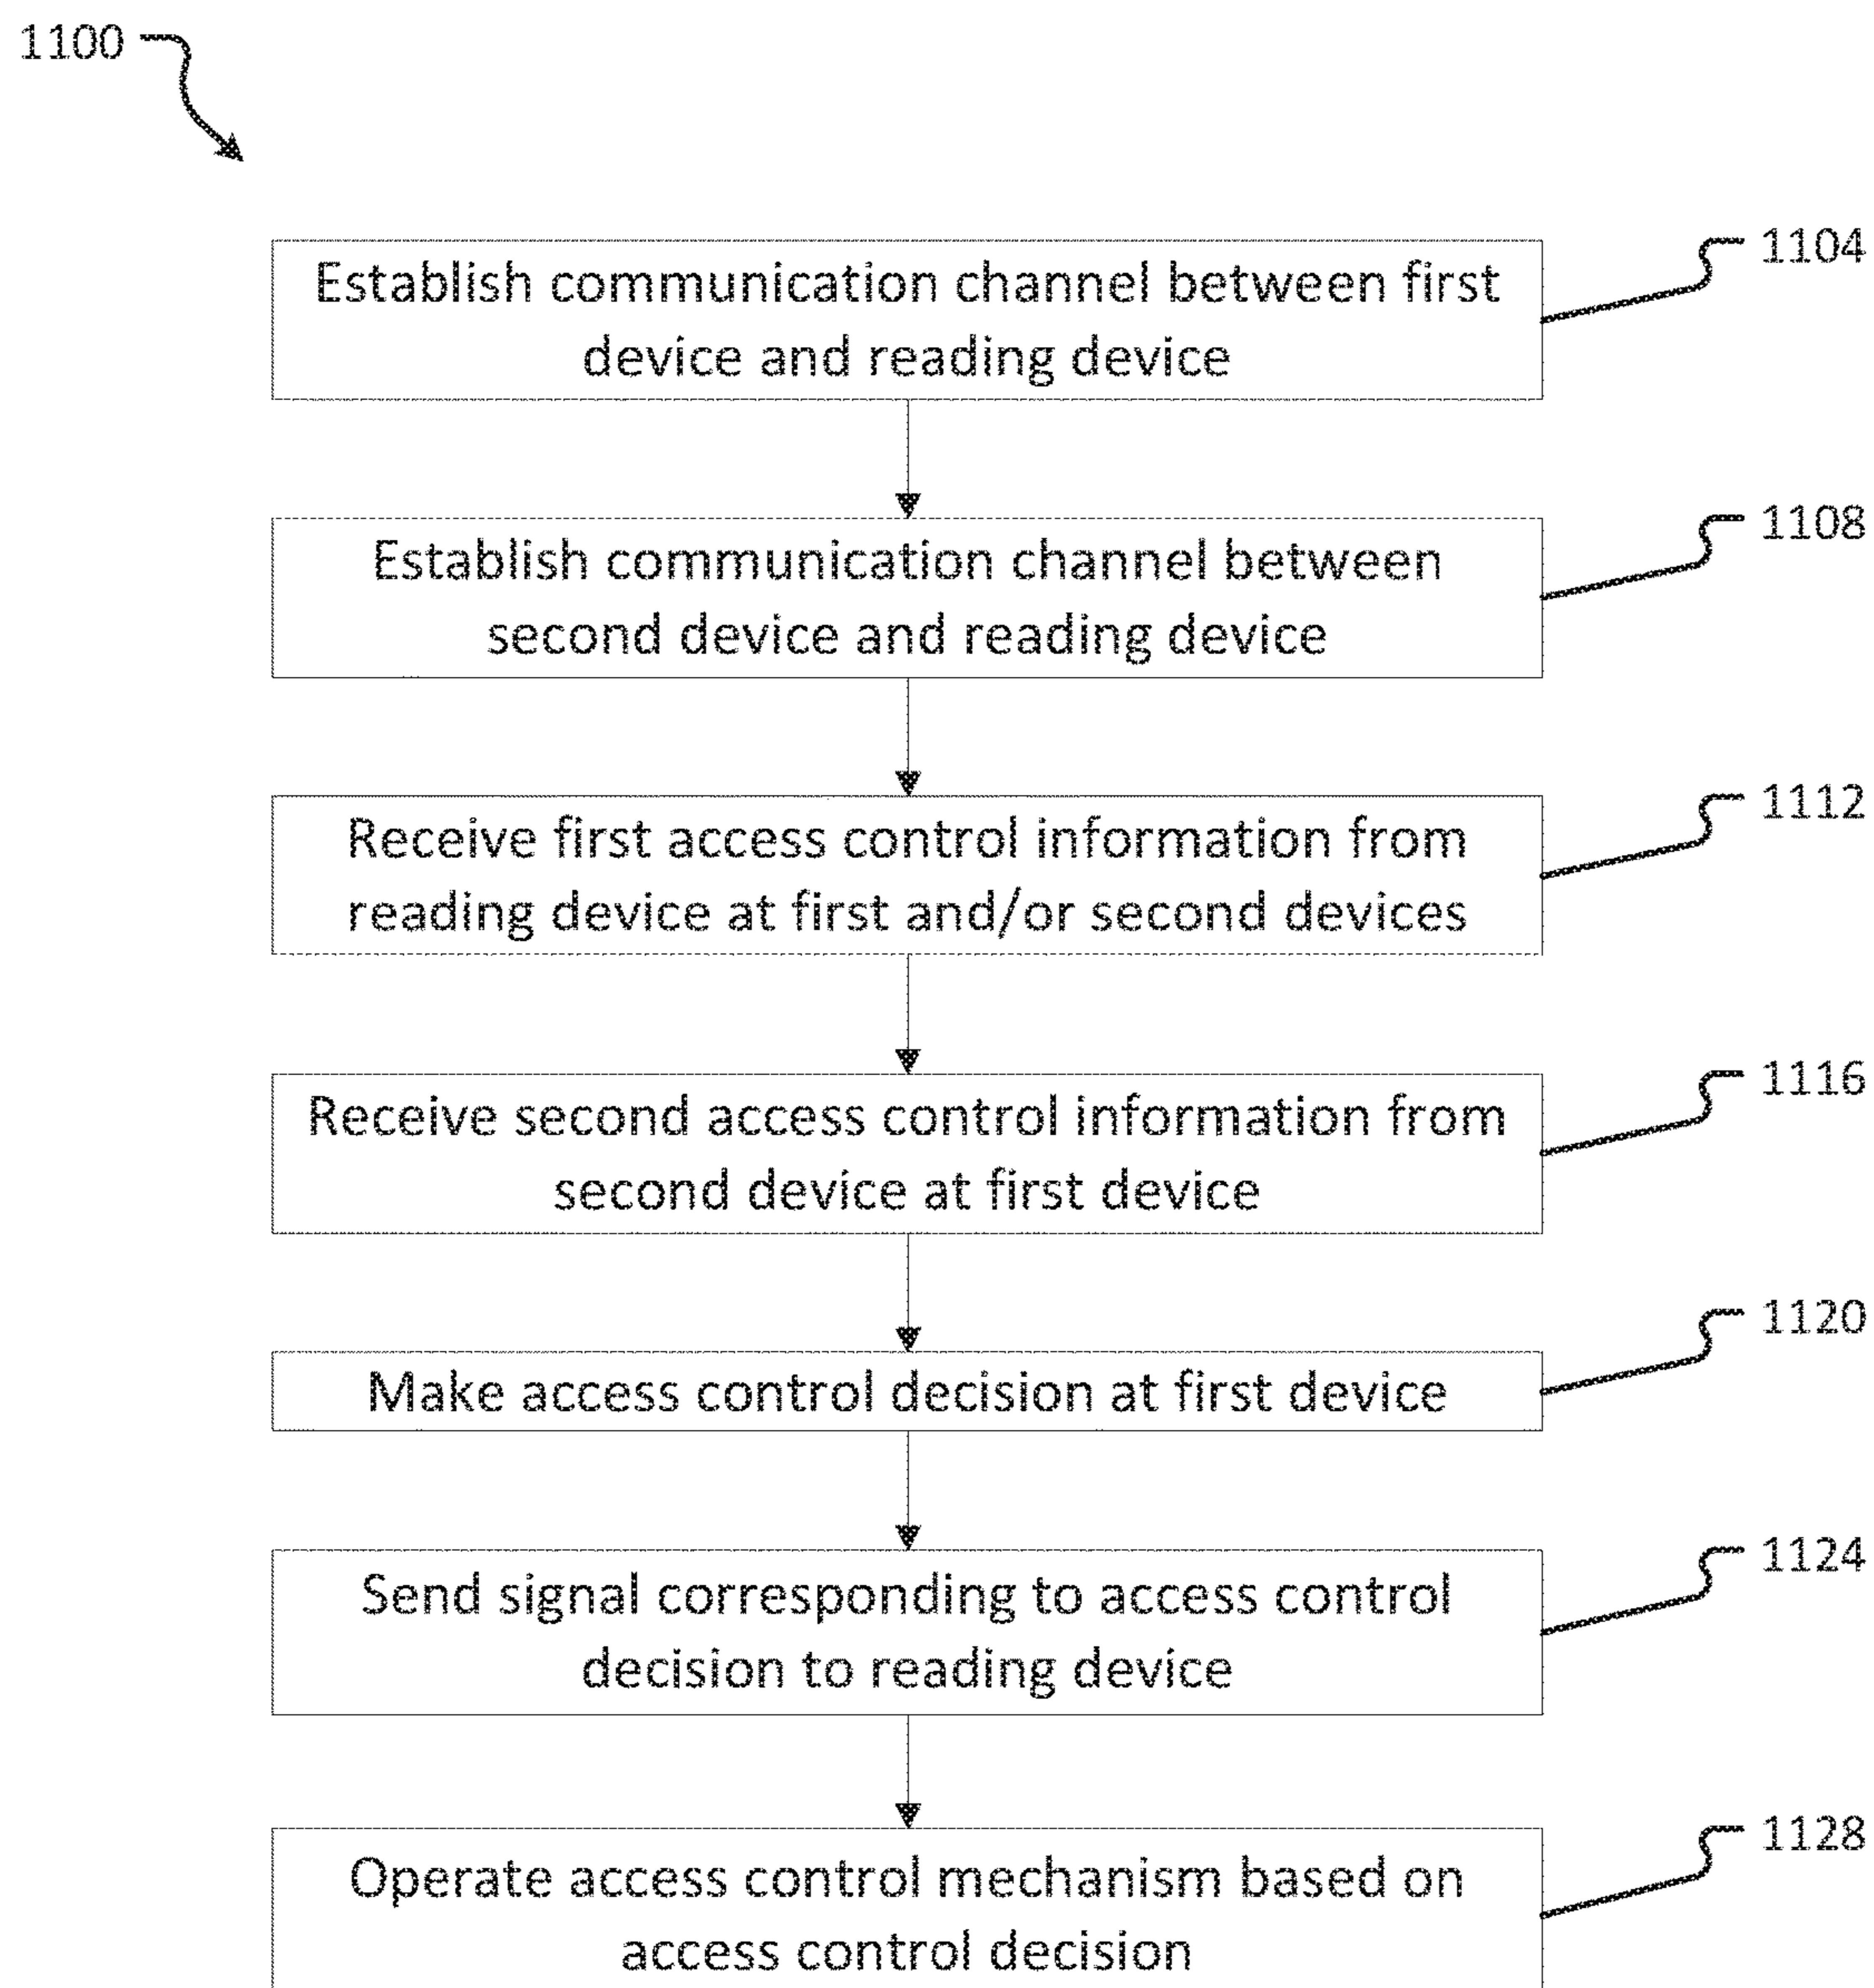 1100
1104
Establish communication channel between first
device and reading device
1108
Establish communication channel between
second device and reading device
1112
Receive first access control information from
reading device at first and/or second devices
1116
Receive second access control information from
second device at first device
1120
Make access control decision at first device
1124
Send signal corresponding to access control
decision to reading device
1128
Operate access control mechanism based on
access control decision